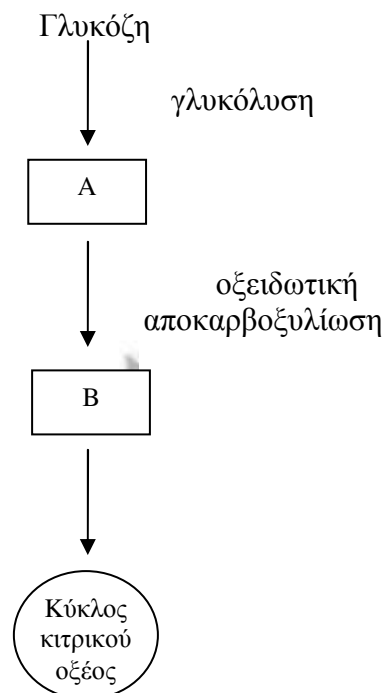 Γλυκόζη
γλυκόλυση
Α
οξειδωτική
αποκαρβοξυλίωση
Β
Κύκλος
κιτρικού
οξέος